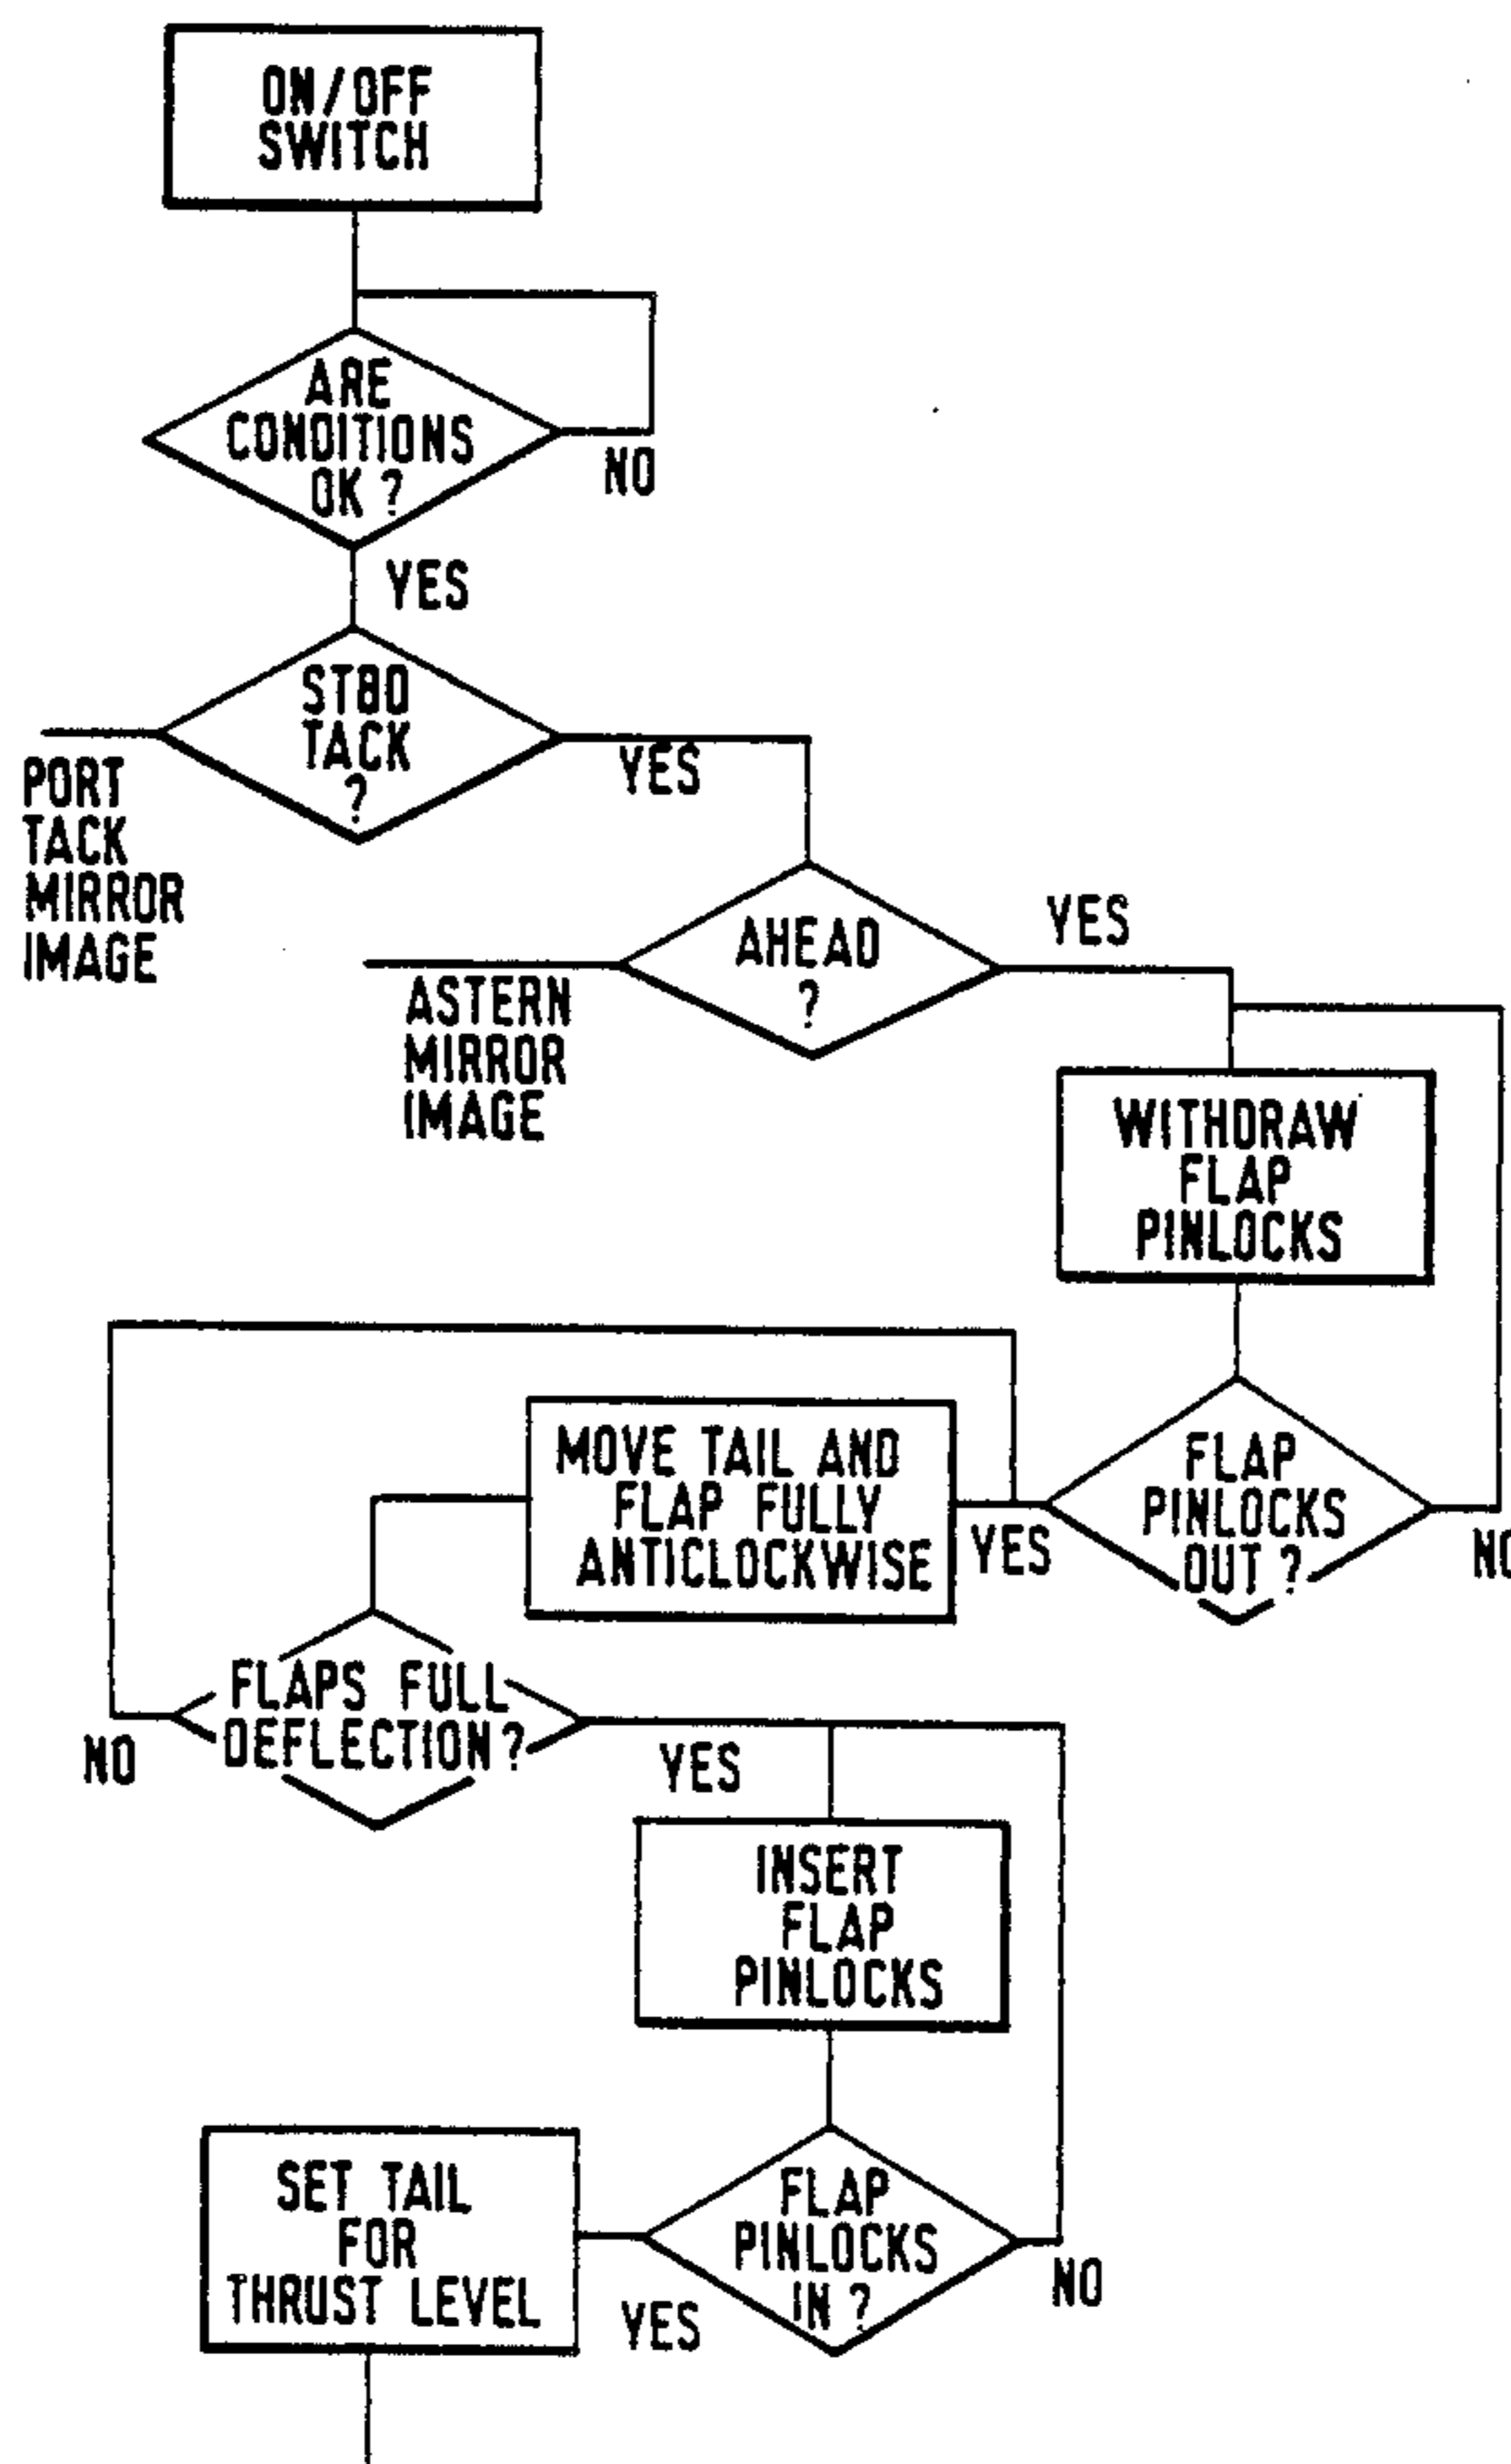 ON/OFF
SWITCH
ARE
CONDITIONS
OK ?
NO
YES
STBD
TACK
?
YES
PORT
TACK
MIRROR
IMAGE
AHEAD
?
YES
ASTERN
MIRROR
IMAGE
WITHDRAW
FLAP
PINLOCKS
FLAP
PINLOCKS
OUT ?
NO
YES
MOVE TAIL AND
FLAP FULLY
ANTICLOCKWISE
FLAPS FULL
DEFLECTION?
NO
YES
INSERT
FLAP
PINLOCKS
FLAP
PINLOCKS
IN ?
NO
YES
SET TAIL
FOR
THRUST LEVEL